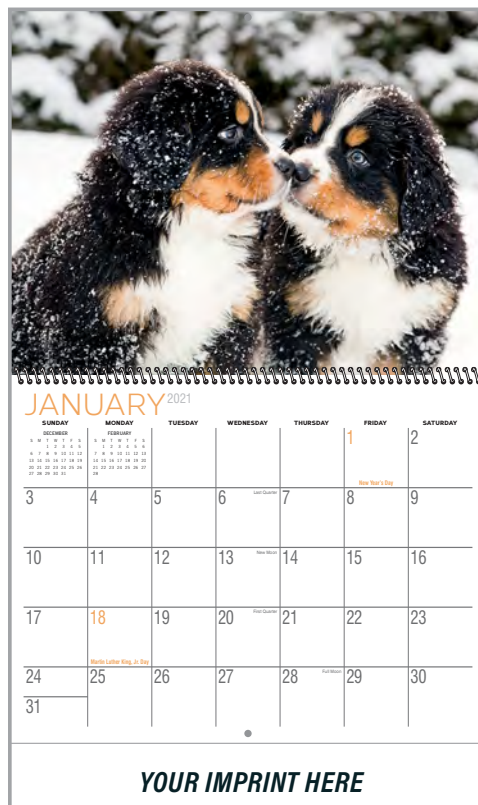 JANUARY 2021
SUNDAY MONDAY TUESDAY WEDNESDAY THURSDAY FRIDAY SATURDAY
DECEMBER
S M T W T F S
1 2 3 4 5
6 7 8 9 10 11 12
13 14 15 16 17 18 19
20 21 22 23 24 25 26
27 28 29 30 31
FEBRUARY
S M T W T F S
1 2 3 4 5 6
7 8 9 10 11 12 13
14 15 16 17 18 19 20
21 22 23 24 25 26 27
28
1 2
New Year's Day
3 4 5 6 Last Quarter 7 8 9
10 11 12 13 New Moon 14 15 16
17 18 19 20 First Quarter 21 22 23
Martin Luther King, Jr. Day
24 25 26 27 28 Full Moon 29 30
31
YOUR IMPRINT HERE